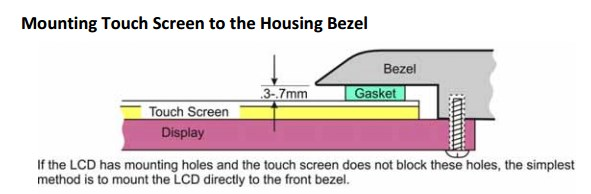 Mounting Touch Screen to the Housing Bezel
Bezel
.3-.7mm
Gasket
Touch Screen
Display
If the LCD has mounting holes and the touch screen does not block these holes, the simplest
method is to mount the LCD directly to the front bezel.